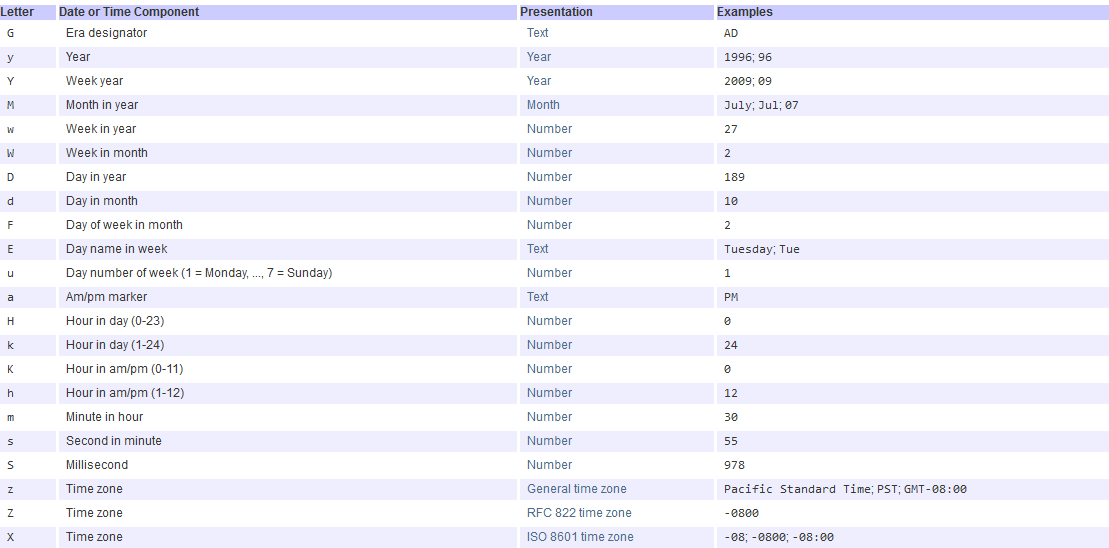 Letter Date or Time Component Presentation Examples
G Era designator Text AD
y Year Year 1996; 96
Y Week year Year 2009; 09
M Month in year Month July; Jul; 07
w Week in year Number 27
W Week in month Number 2
D Day in year Number 189
d Day in month Number 10
F Day of week in month Number 2
E Day name in week Text Tuesday; Tue
u Day number of week (1 = Monday, ..., 7 = Sunday) Number 1
a Am/pm marker Text PM
H Hour in day (0-23) Number 0
k Hour in day (1-24) Number 24
K Hour in am/pm (0-11) Number 0
h Hour in am/pm (1-12) Number 12
m Minute in hour Number 30
s Second in minute Number 55
S Millisecond Number 978
z Time zone General time zone Pacific Standard Time; PST; GMT-08:00
Z Time zone RFC 822 time zone -0800
X Time zone ISO 8601 time zone -08; -0800; -08:00